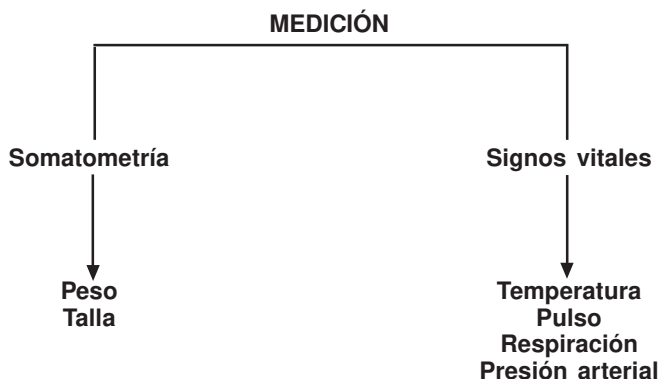 MEDICIÓN
Somatometría
Signos vitales
Peso
Talla
Temperatura
Pulso
Respiración
Presión arterial